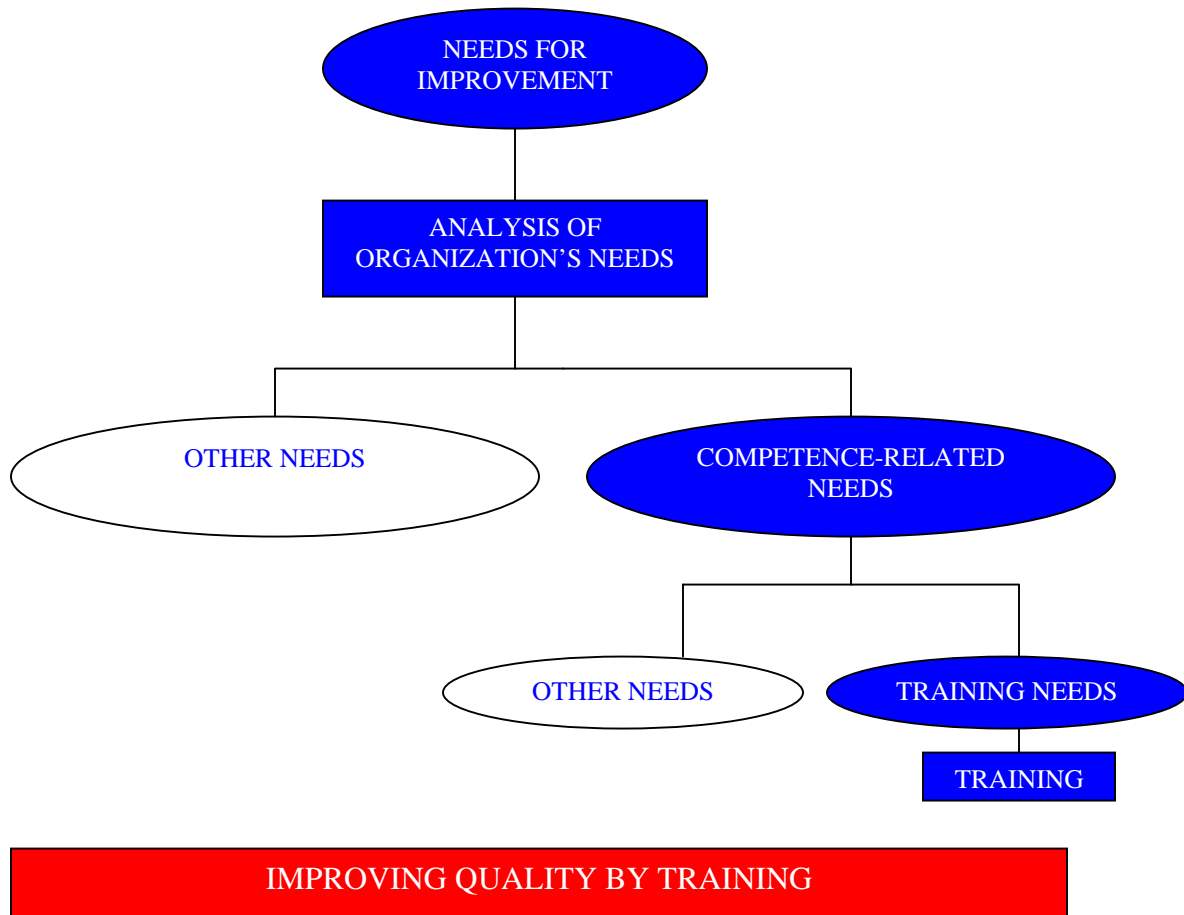 NEEDS FOR
IMPROVEMENT
ANALYSIS OF
ORGANIZATION’S NEEDS
OTHER NEEDS
COMPETENCE-RELATED
NEEDS
OTHER NEEDS
TRAINING NEEDS
TRAINING
IMPROVING QUALITY BY TRAINING